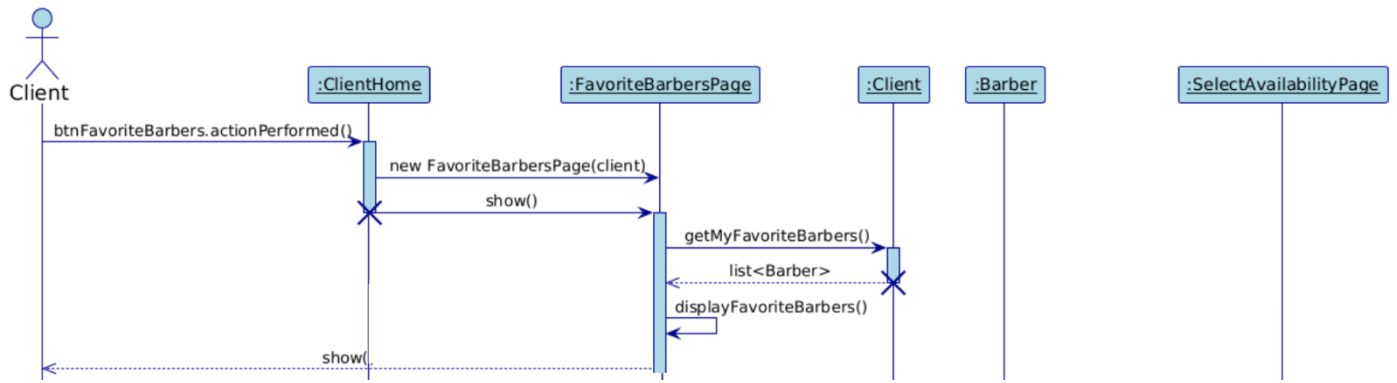 Client
:ClientHome
:FavoriteBarbersPage
:Client
:Barber
:SelectAvailabilityPage
btnFavoriteBarbers.actionPerformed()
new FavoriteBarbersPage(client)
show()
getMyFavoriteBarbers()
list<Barber>
displayFavoriteBarbers()
show(